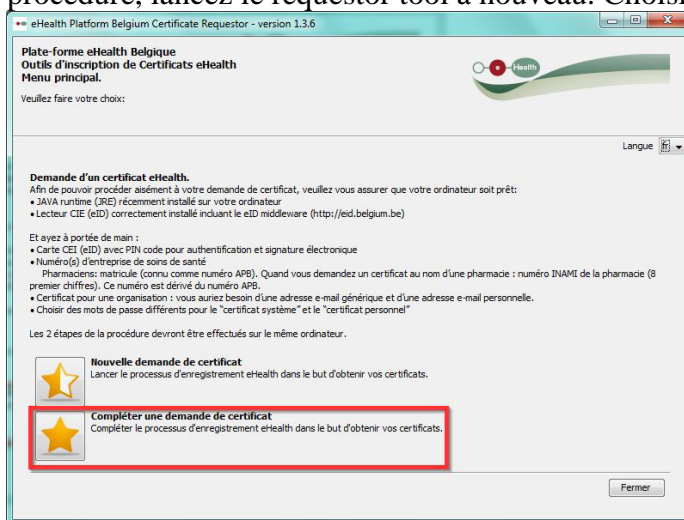 procédure, lancez le requestor tool à nouveau. Choisi
eHealth Platform Belgium Certificate Requestor - version 1.3.6
Plate-forme eHealth Belgique
Outils d'inscription de Certificats eHealth
Menu principal.
Veuillez faire votre choix:
Health
Langue fr
Demande d'un certificat eHealth.
Afin de pouvoir procéder aisément à votre demande de certificat, veuillez vous assurer que votre ordinateur soit prêt:
• JAVA runtime (JRE) récemment installé sur votre ordinateur
• Lecteur CIE (eID) correctement installé incluant le eID middleware (http://eid.belgium.be)
Et ayez à portée de main :
• Carte CEI (eID) avec PIN code pour authentification et signature électronique
• Numéro(s) d'entreprise de soins de santé
Pharmaciens: matricule (connu comme numéro APB). Quand vous demandez un certificat au nom d'une pharmacie : numéro INAMI de la pharmacie (8
premier chiffres). Ce numéro est dérivé du numéro APB.
• Certificat pour une organisation : vous auriez besoin d'une adresse e-mail générique et d'une adresse e-mail personnelle.
• Choisir des mots de passe différents pour le "certificat système" et le "certificat personnel"
Les 2 étapes de la procédure devront être effectués sur le même ordinateur.
Nouvelle demande de certificat
Lancer le processus d'enregistrement eHealth dans le but d'obtenir vos certificats.
Compléter une demande de certificat
Compléter le processus d'enregistrement eHealth dans le but d'obtenir vos certificats.
Fermer